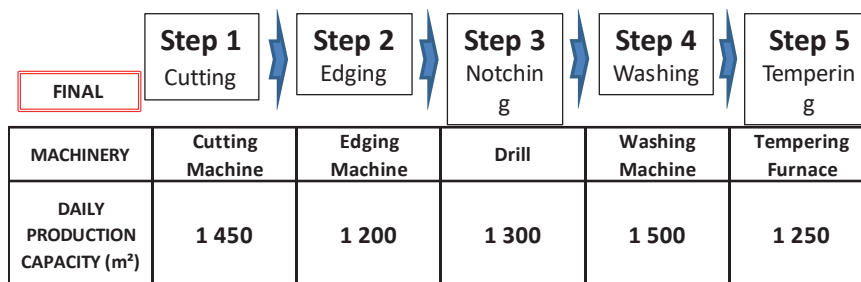 Step 1
Cutting
Step 2
Edging
Step 3
Notchin
g
Step 4
Washing
Step 5
Temperin
g
FINAL
MACHINERY
Cutting
Machine
Edging
Machine
Drill
Washing
Machine
Tempering
Furnace
DAILY
PRODUCTION
CAPACITY (m²)
1 450
1 200
1 300
1 500
1 250